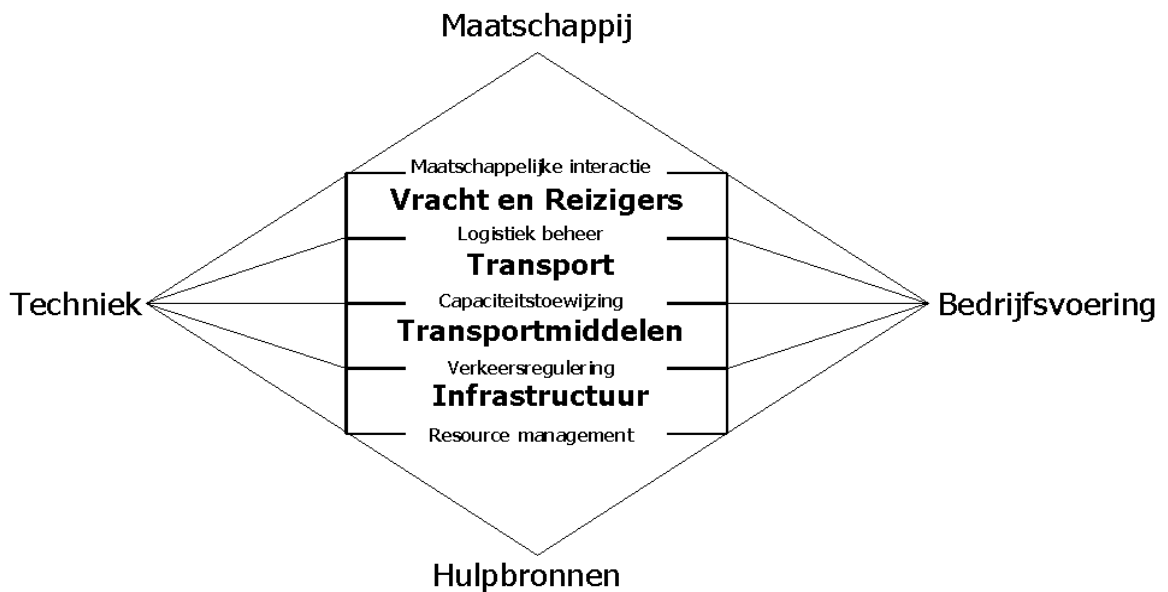 Maatschappij
Maatschappelijke interactie
Vracht en Reizigers
Logistiek beheer
Transport
Techniek
Capaciteitstoewijzing
Bedrijfsvoering
Transportmiddelen
Verkeersregulering
Infrastructuur
Resource management
Hulpbronnen